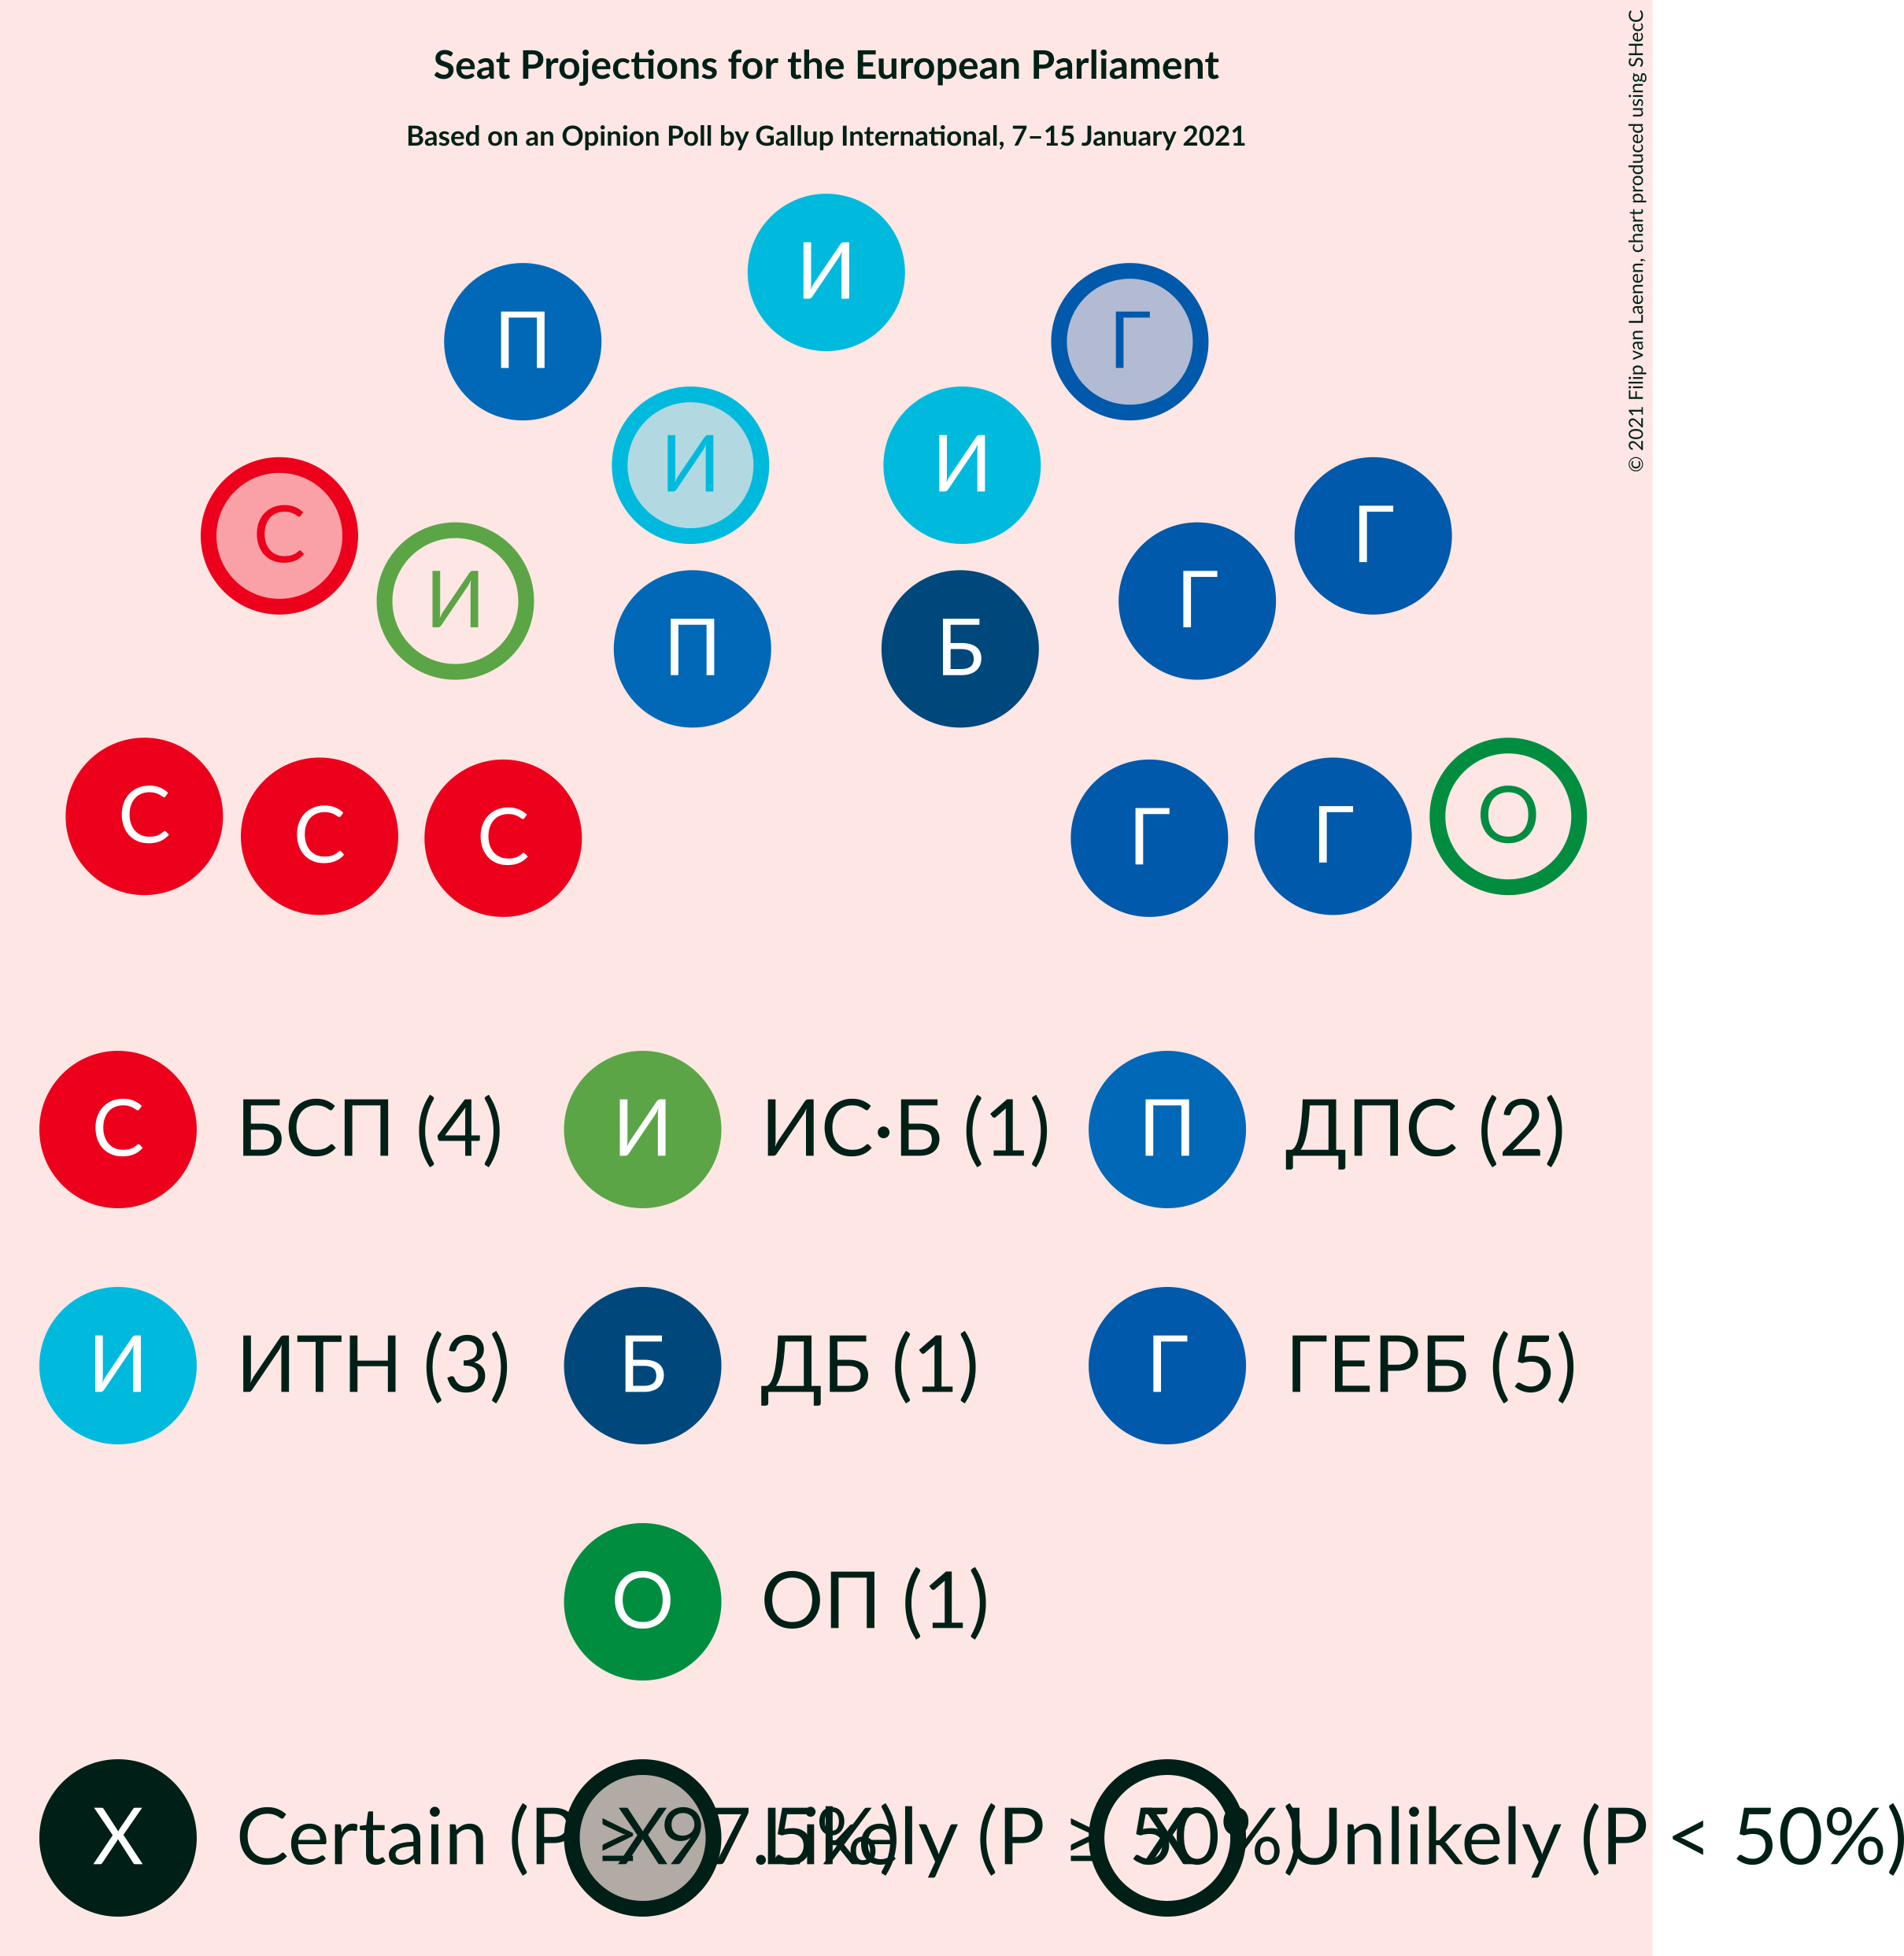 Seat Projections for the European Parliament
Based on an Opinion Poll by Gallup International, 7–15 January 2021
© 2021 Filip van Laenen, chart produced using SHecC
И
П
Г
И
И
С
Г
И
Г
П
Б
С
С
С
Г
Г
О
С БСП (4) И ИС·Б (1) П ДПС (2)
И ИТН (3) Б ДБ (1) Г ГЕРБ (5)
О ОП (1)
X Certain (P ≥ 97.5%) X Likely (P ≥ 50%) X Unlikely (P < 50%)